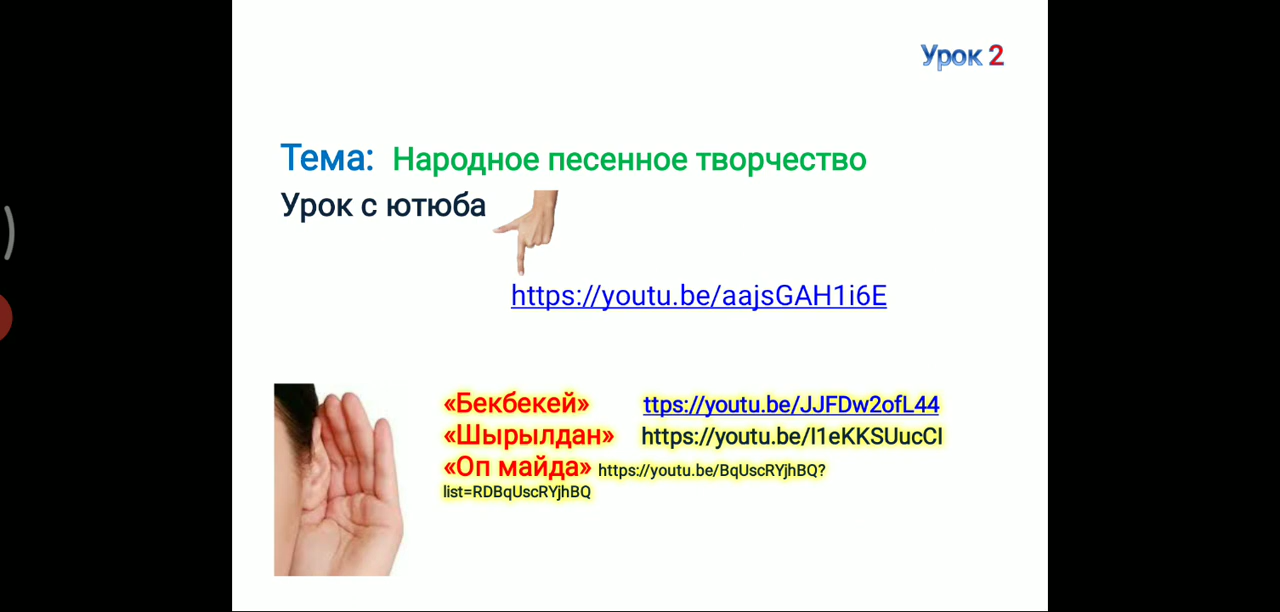 Урок 2
Тема: Народное песенное творчество
Урок с ютюба
https://youtu.be/aajsGAH1i6E
«Бекбекей» ttps://youtu.be/JJFDw2ofL44
«Шырылдан» https://youtu.be/I1eKKSUucCI
«Оп майда» https://youtu.be/BqUscRYjhBQ?
list=RDBqUscRYjhBQ